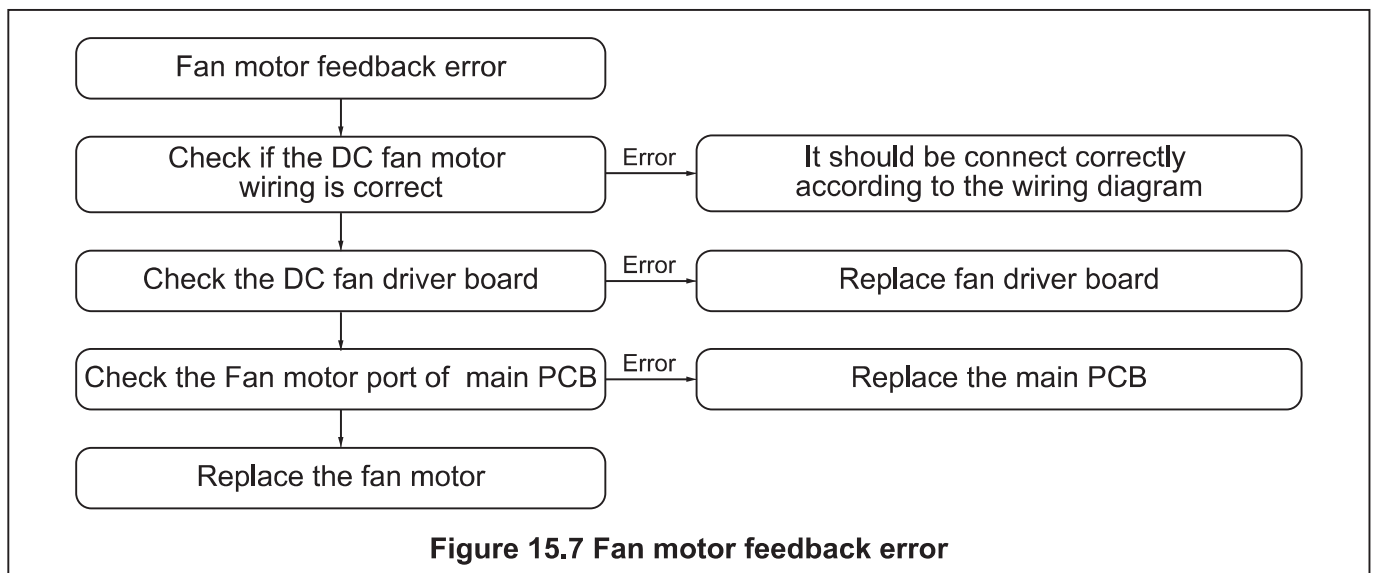 Fan motor feedback error
Check if the DC fan motor
wiring is correct
Error
It should be connect correctly
according to the wiring diagram
Check the DC fan driver board
Error
Replace fan driver board
Check the Fan motor port of main PCB
Error
Replace the main PCB
Replace the fan motor
Figure 15.7 Fan motor feedback error